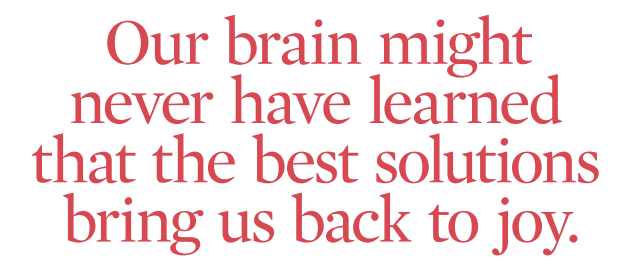 Our brain might
never have learned
that the best solutions
bring us back to joy.